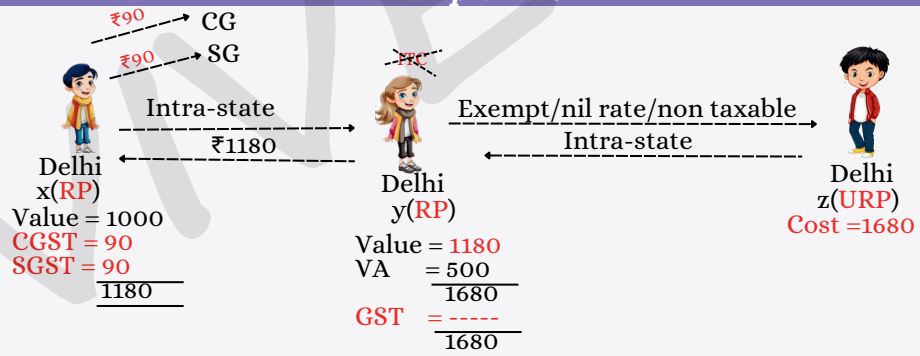 ₹90
CG
₹90
SG
ITC
Intra-state
₹1180
Exempt/nil rate/non taxable
Intra-state
Delhi
x(RP)
Value = 1000
CGST = 90
SGST = 90
1180
Delhi
y(RP)
Value = 1180
VA = 500
1680
GST = -----
1680
Delhi
z(URP)
Cost =1680